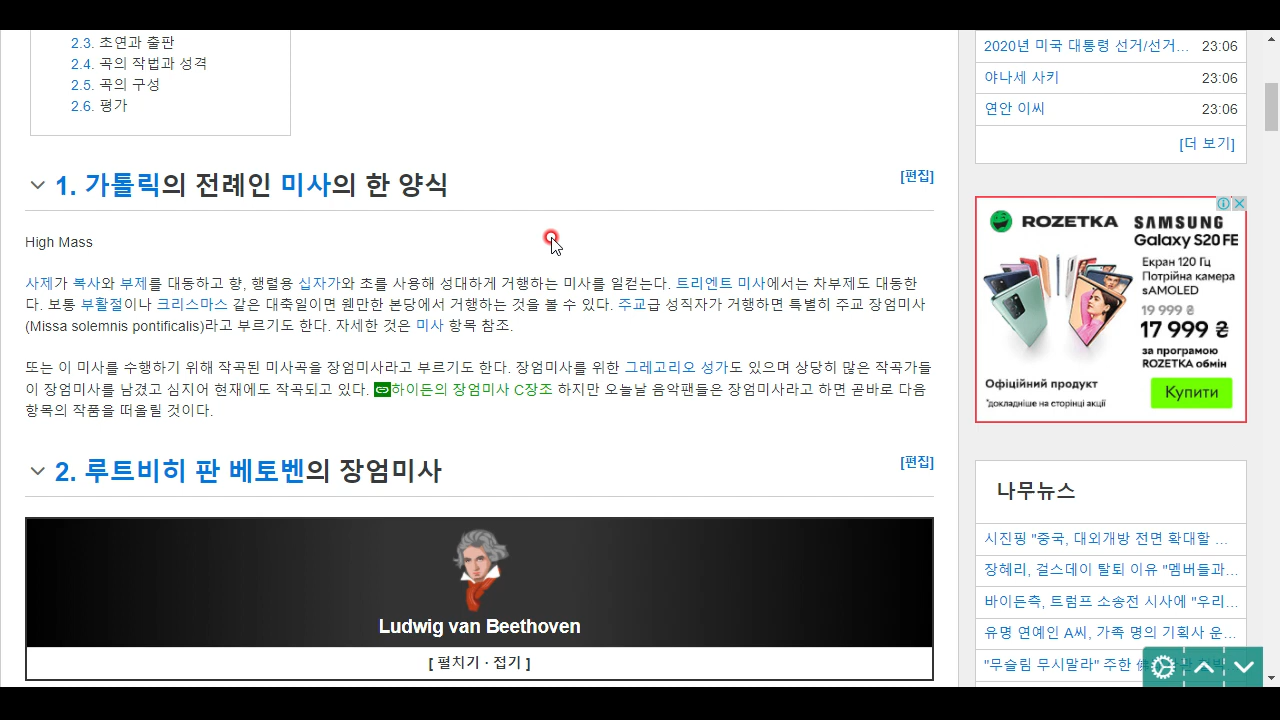 2.3. 초연과 출판
2.4. 곡의 작법과 성격
2.5. 곡의 구성
2.6. 평가
1. 가톨릭의 전례인 미사의 한 양식
[편집]
High Mass
사제가 복사와 부제를 대동하고 향, 행렬용 십자가와 초를 사용해 성대하게 거행하는 미사를 일컫는다. 트리엔트 미사에서는 차부제도 대동한
다. 보통 부활절이나 크리스마스 같은 대축일이면 웬만한 본당에서 거행하는 것을 볼 수 있다. 주교급 성직자가 거행하면 특별히 주교 장엄미사
(Missa solemnis pontificalis)라고 부르기도 한다. 자세한 것은 미사 항목 참조.
또는 이 미사를 수행하기 위해 작곡된 미사곡을 장엄미사라고 부르기도 한다. 장엄미사를 위한 그레고리오 성가도 있으며 상당히 많은 작곡가들
이 장엄미사를 남겼고 심지어 현재에도 작곡되고 있다. 하이든의 장엄미사 C장조 하지만 오늘날 음악팬들은 장엄미사라고 하면 곧바로 다음
항목의 작품을 떠올릴 것이다.
2. 루트비히 판 베토벤의 장엄미사
[편집]
Ludwig van Beethoven
[ 펼치기 · 접기 ]
2020년 미국 대통령 선거/선거... 23:06
야나세 사키 23:06
연안 이씨 23:06
[더 보기]
ROZETKA
SAMSUNG
Galaxy S20 FE
Екран 120 Гц
Потрійна камера
sAMOLED
19 999 ₴
17 999 ₴
за програмою
ROZETKA обмін
Офіційний продукт
*докладніше на сторінці акції
Купити
나무뉴스
시진핑 "중국, 대외개방 전면 확대할 ...
장혜리, 걸스데이 탈퇴 이유 "멤버들과...
바이든측, 트럼프 소송전 시사에 "우리...
유명 연예인 A씨, 가족 명의 기획사 운...
"무슬림 무시말라" 주한